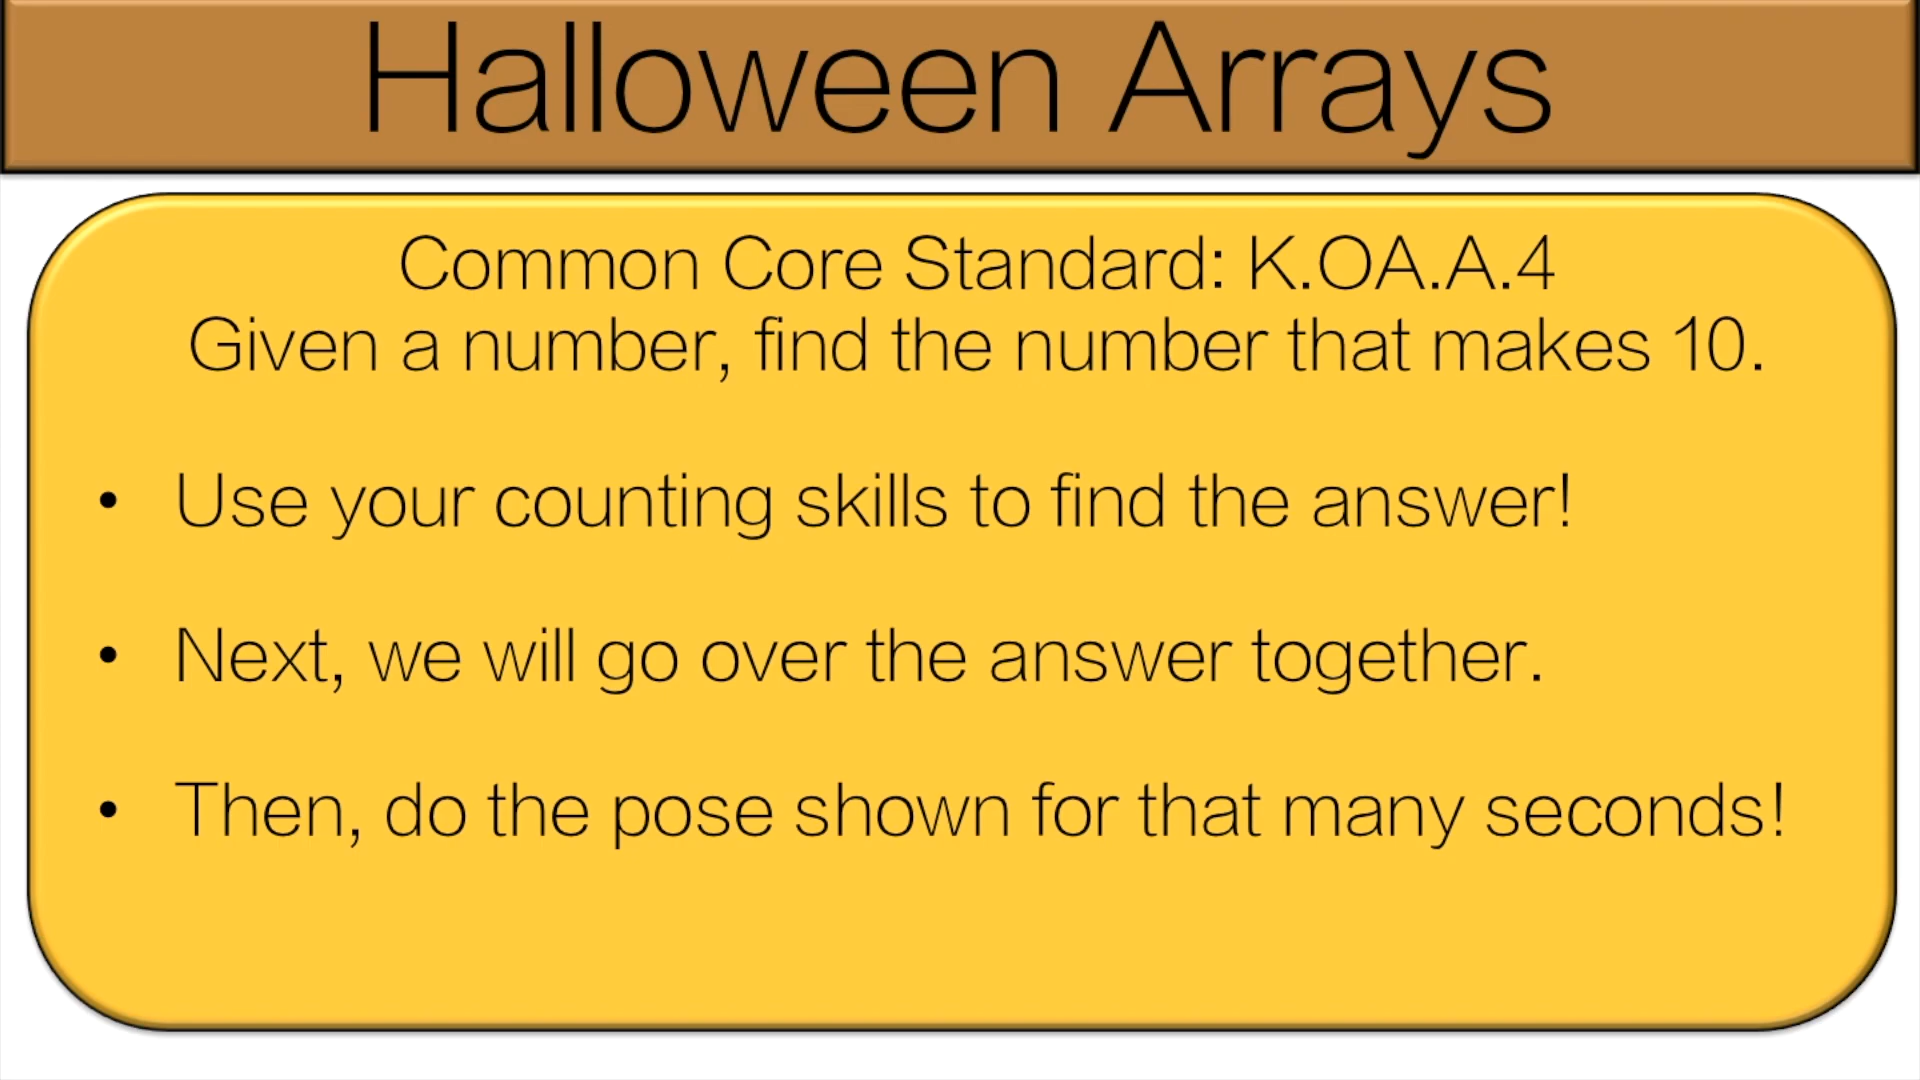 Halloween Arrays
Common Core Standard: K.OA.A.4
Given a number, find the number that makes 10.
• Use your counting skills to find the answer!
• Next, we will go over the answer together.
• Then, do the pose shown for that many seconds!